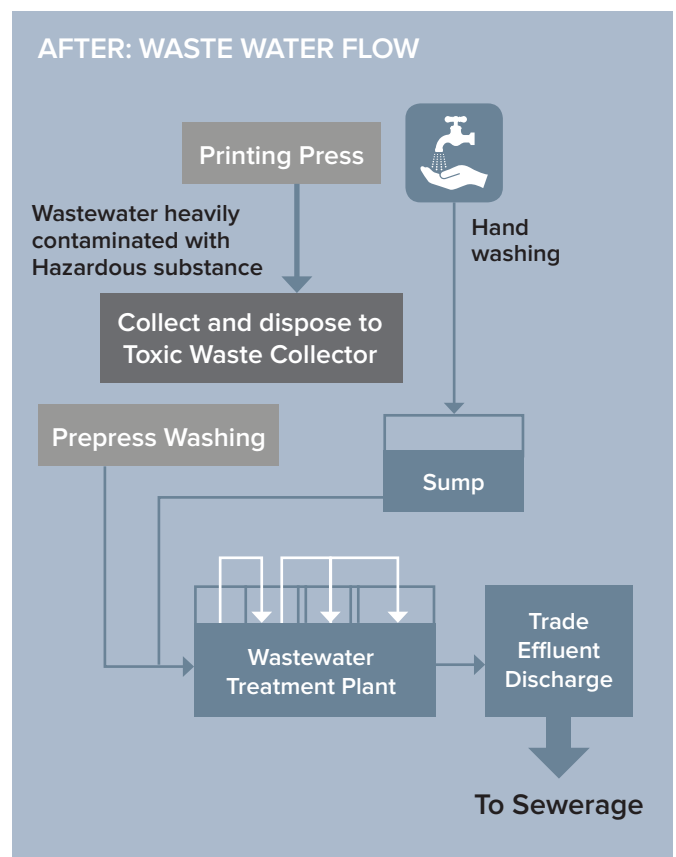 AFTER: WASTE WATER FLOW
Printing Press
Wastewater heavily
contaminated with
Hazardous substance
Hand
washing
Collect and dispose to
Toxic Waste Collector
Prepress Washing
Sump
Wastewater
Treatment Plant
Trade
Effluent
Discharge
To Sewerage